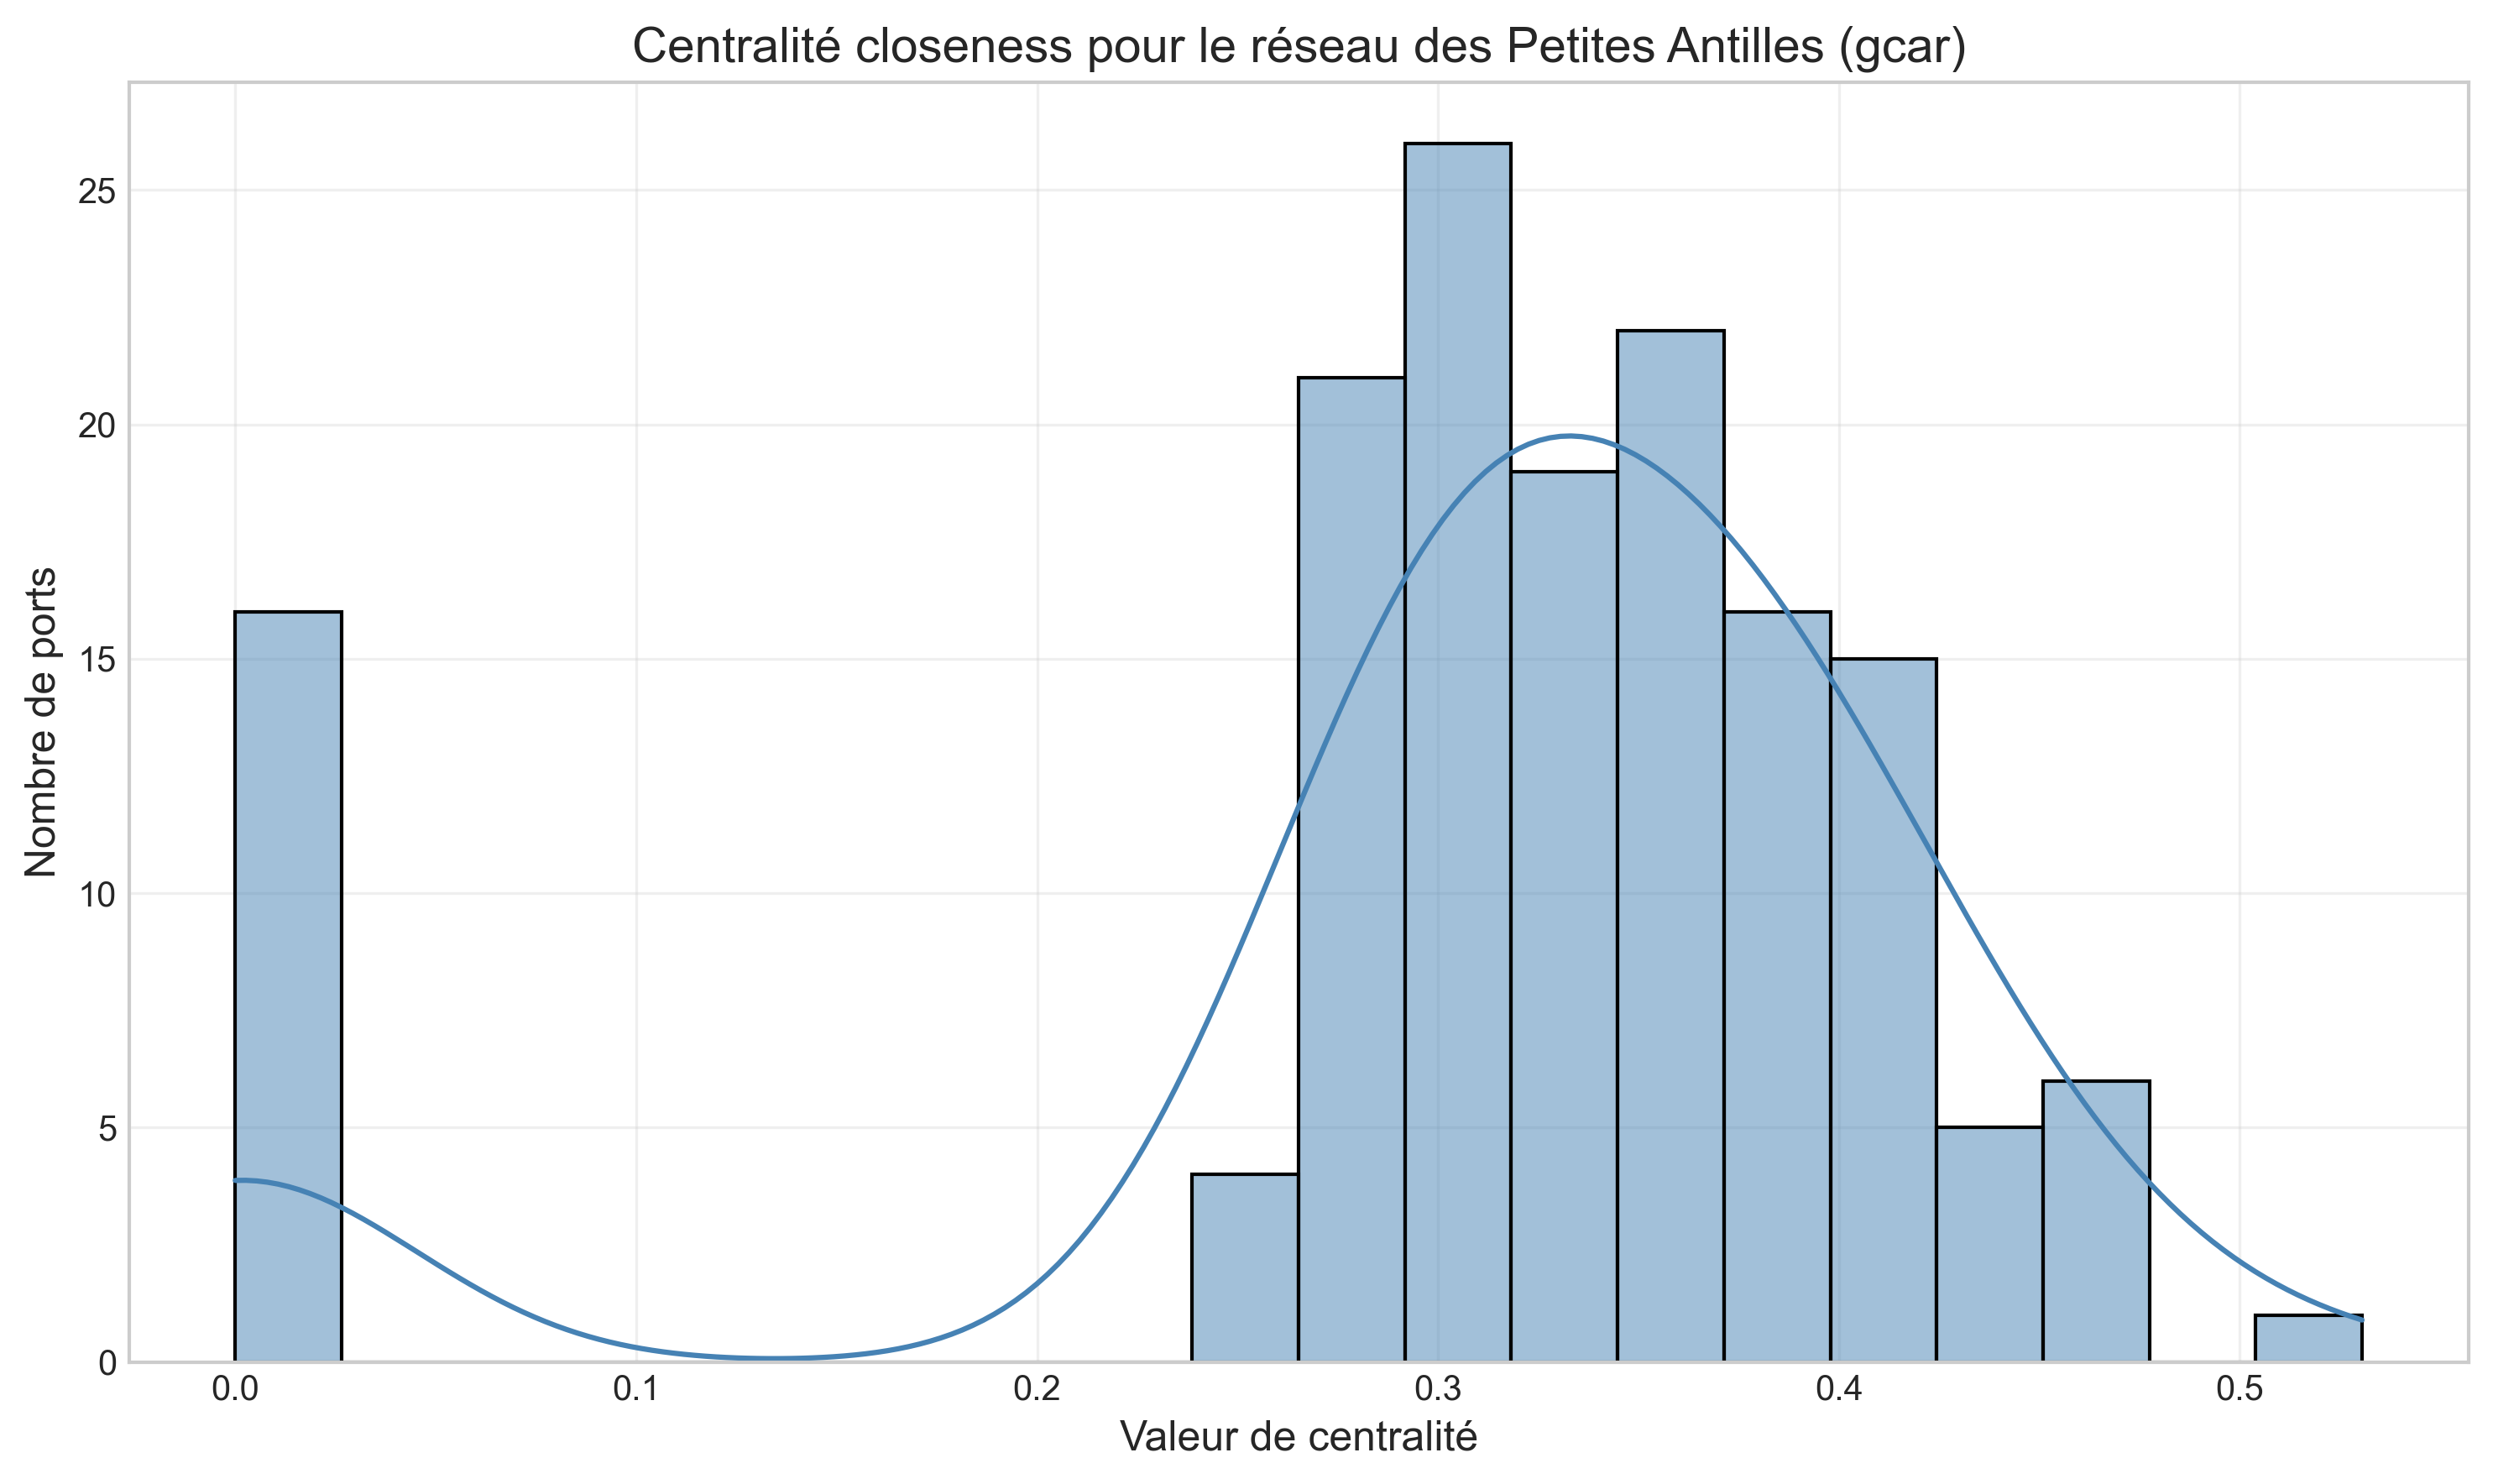 Centralité closeness pour le réseau des Petites Antilles (gcar)
Nombre de ports
25
20
15
10
5
0
0.0 0.1 0.2 0.3 0.4 0.5
Valeur de centralité